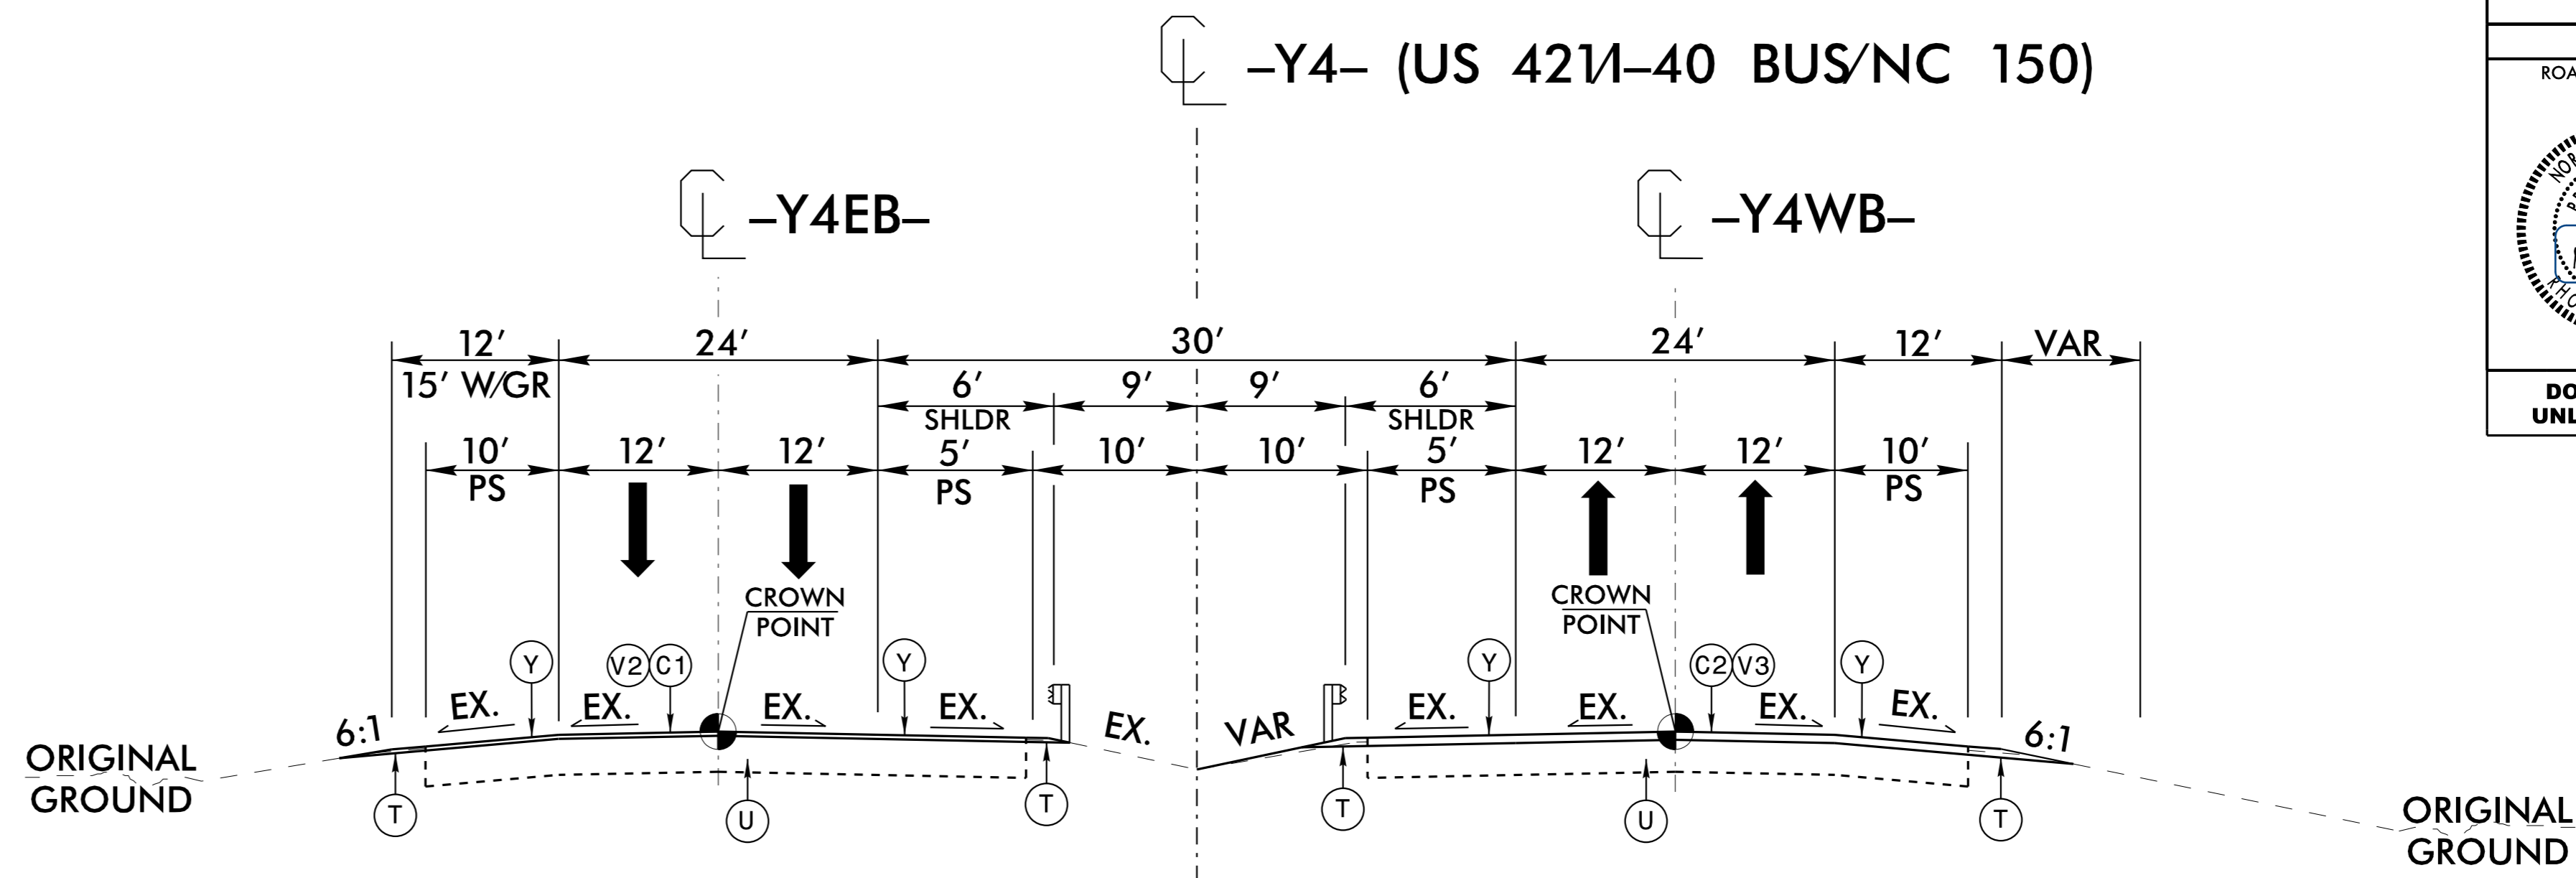 –Y4– (US 421/I–40 BUS/NC 150)
–Y4EB–
–Y4WB–
12' 24' 30' 24' 12' VAR
15' W/GR 6' 9' 9' 6'
SHLDR SHLDR
10' 12' 12' 5' 10' 10' 5' 12' 12' 10'
PS PS PS PS
CROWN CROWN
POINT POINT
Y V2 C1 Y Y C2 V3 Y
6:1 EX. EX. EX. EX. EX. VAR EX. EX. EX. EX. 6:1
ORIGINAL
GROUND
T U T T U T
ORIGINAL
GROUND